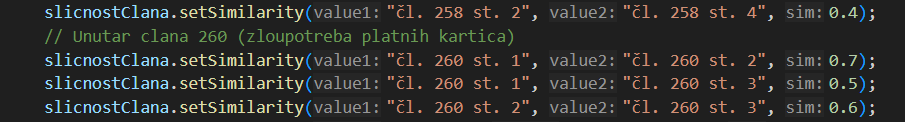 slicnostClana.setSimilarity(value1: "čl. 258 st. 2", value2: "čl. 258 st. 4", sim: 0.4);
// Unutar clana 260 (zloupotreba platnih kartica)
slicnostClana.setSimilarity(value1: "čl. 260 st. 1", value2: "čl. 260 st. 2", sim: 0.7);
slicnostClana.setSimilarity(value1: "čl. 260 st. 1", value2: "čl. 260 st. 3", sim: 0.5);
slicnostClana.setSimilarity(value1: "čl. 260 st. 2", value2: "čl. 260 st. 3", sim: 0.6);